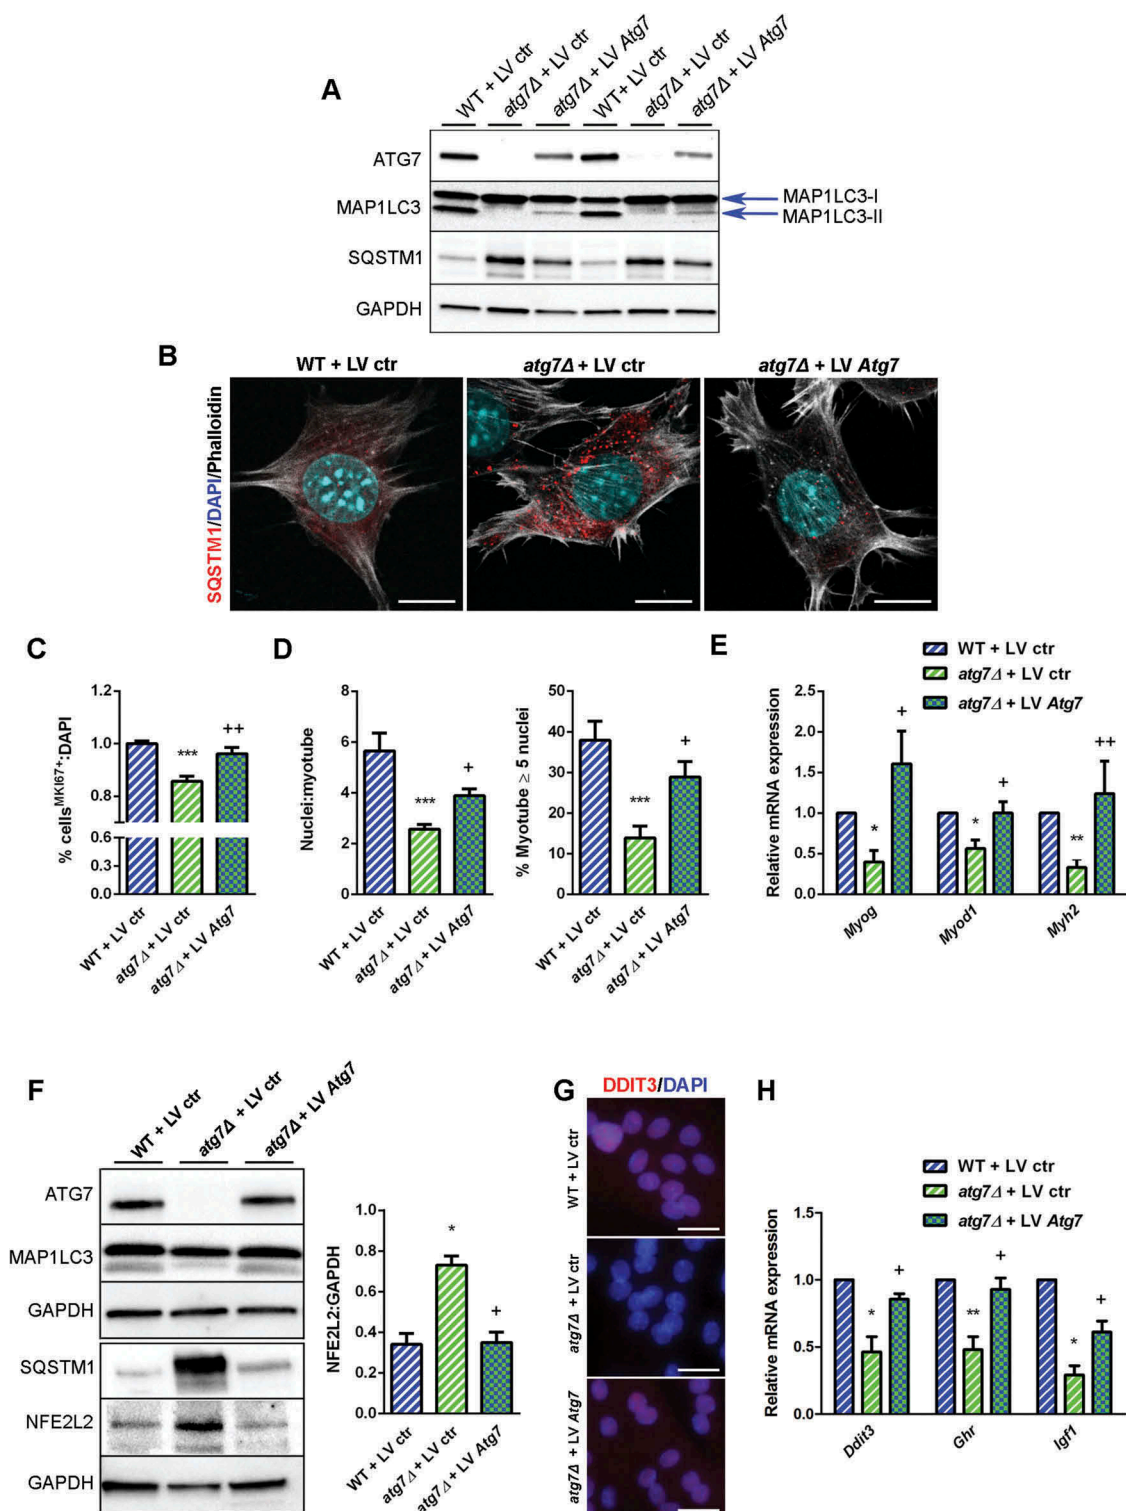 A
WT + LV ctr
atg7Δ + LV ctr
atg7Δ + LV Atg7
WT + LV ctr
atg7Δ + LV ctr
atg7Δ + LV Atg7
ATG7
MAP1LC3
MAP1LC3-I
MAP1LC3-II
SQSTM1
GAPDH
B
WT + LV ctr
atg7Δ + LV ctr
atg7Δ + LV Atg7
SQSTM1/DAPI/Phalloidin
C
% cells^MKI67+:DAPI
1.2
1.0
0.8
0.6
0.3
0.0
***
++
WT + LV ctr
atg7Δ + LV ctr
atg7Δ + LV Atg7
D
Nuclei:myotube
8
6
4
2
0
***
+
WT + LV ctr
atg7Δ + LV ctr
atg7Δ + LV Atg7
% Myotube ≥ 5 nuclei
50
40
30
20
10
0
***
+
WT + LV ctr
atg7Δ + LV ctr
atg7Δ + LV Atg7
E
WT + LV ctr
atg7Δ + LV ctr
atg7Δ + LV Atg7
Relative mRNA expression
2.5
2.0
1.5
1.0
0.5
0.0
*
+
*
+
**
++
Myog
Myod1
Myh2
F
WT + LV ctr
atg7Δ + LV ctr
atg7Δ + LV Atg7
ATG7
MAP1LC3
GAPDH
SQSTM1
NFE2L2
GAPDH
NFE2L2:GAPDH
1.0
0.8
0.6
0.4
0.2
0.0
*
+
WT + LV ctr
atg7Δ + LV ctr
atg7Δ + LV Atg7
G
DDIT3/DAPI
WT + LV ctr
atg7Δ + LV ctr
atg7Δ + LV Atg7
H
WT + LV ctr
atg7Δ + LV ctr
atg7Δ + LV Atg7
Relative mRNA expression
1.5
1.0
0.5
0.0
*
+
**
+
*
+
Ddit3
Ghr
Igf1